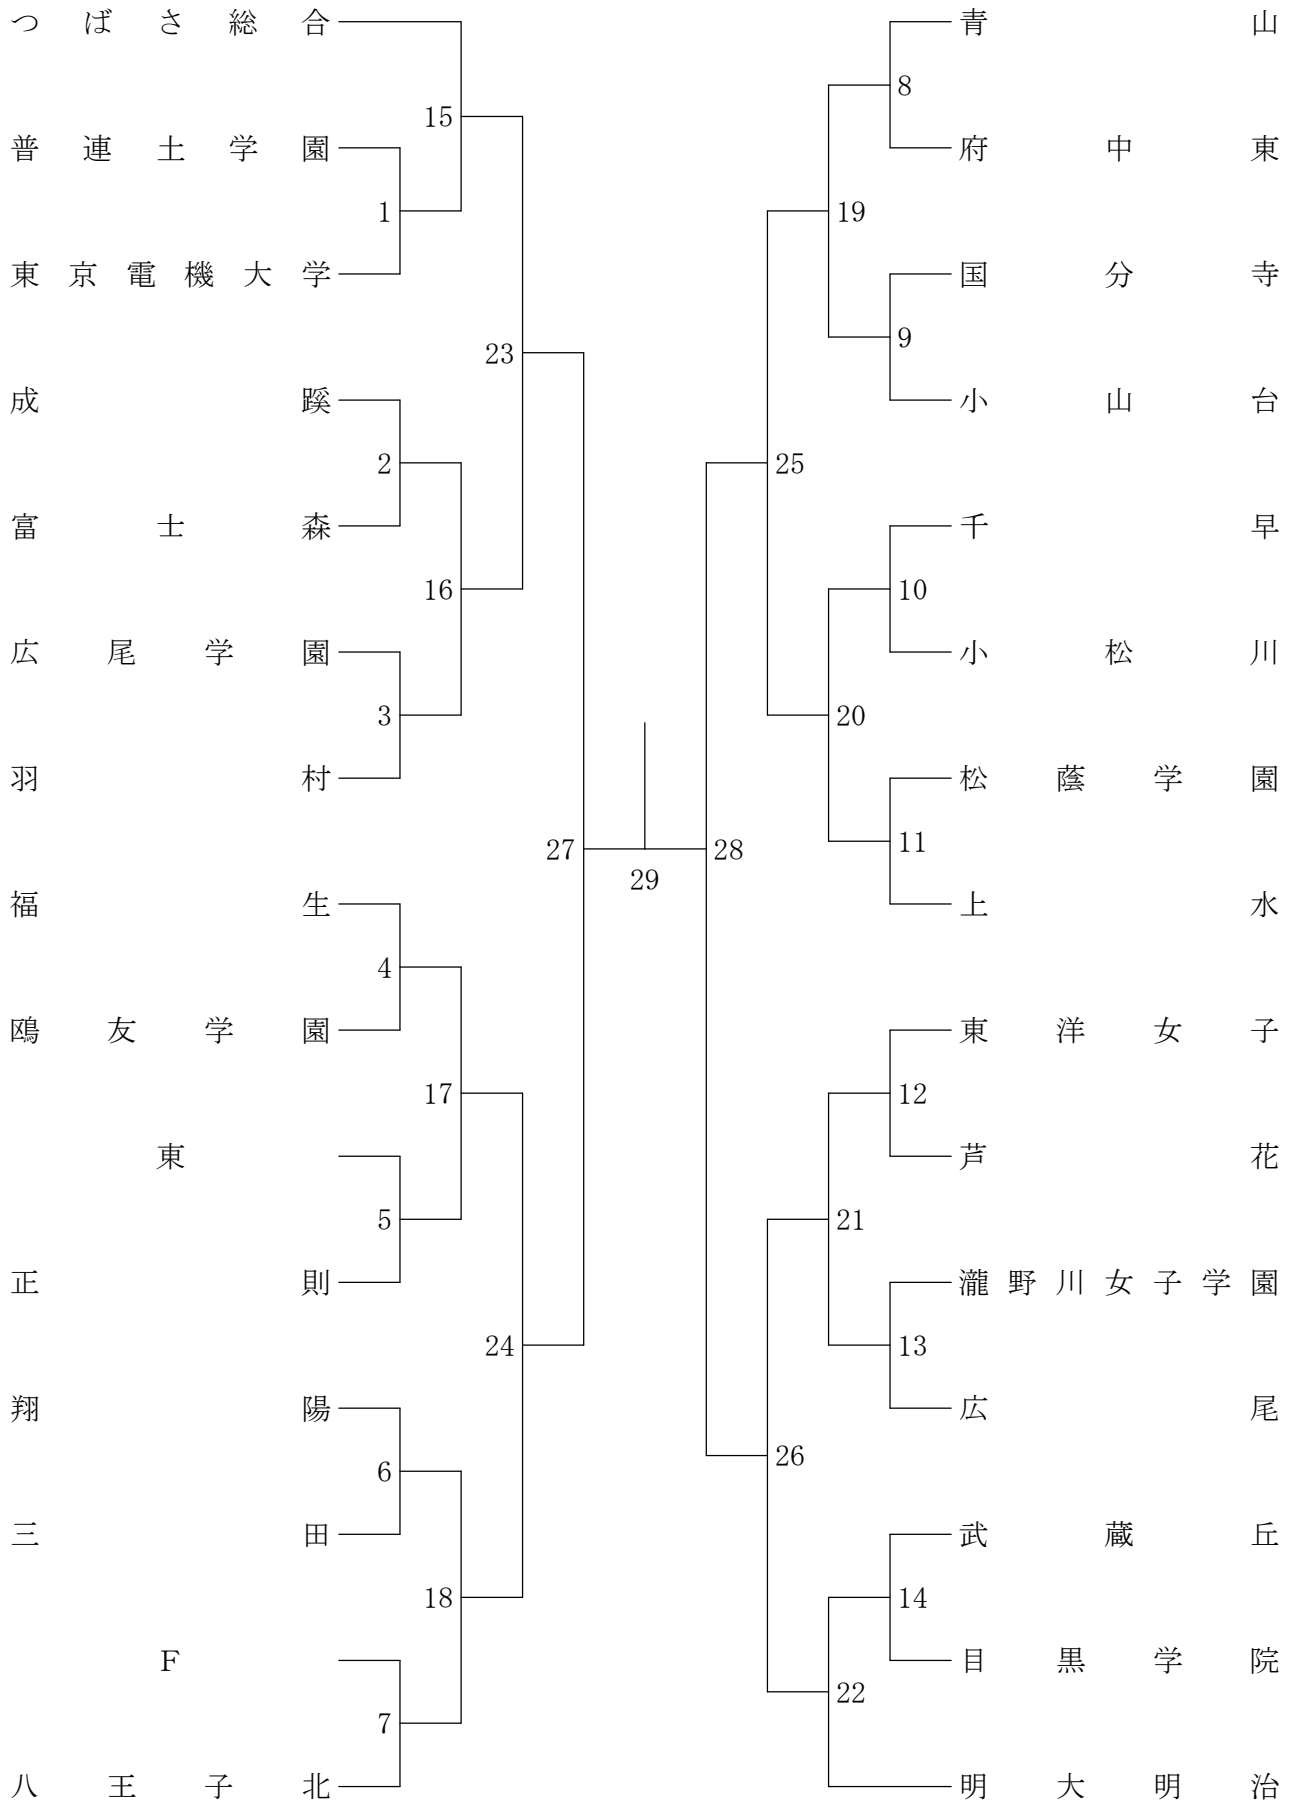 つばさ総合
15
普連土学園
1
東京電機大学
23
成蹊
2
富士森
16
広尾学園
3
羽村
27
福生
4
鴎友学園
17
東
5
正則
24
翔陽
6
三田
18
F
7
八王子北
29
青山
8
府中東
19
国分寺
9
小山台
25
千早
10
小松川
20
松蔭学園
11
上水
28
東洋女子
12
芦花
21
瀧野川女子学園
13
広尾
26
武蔵丘
14
目黒学院
22
明大明治